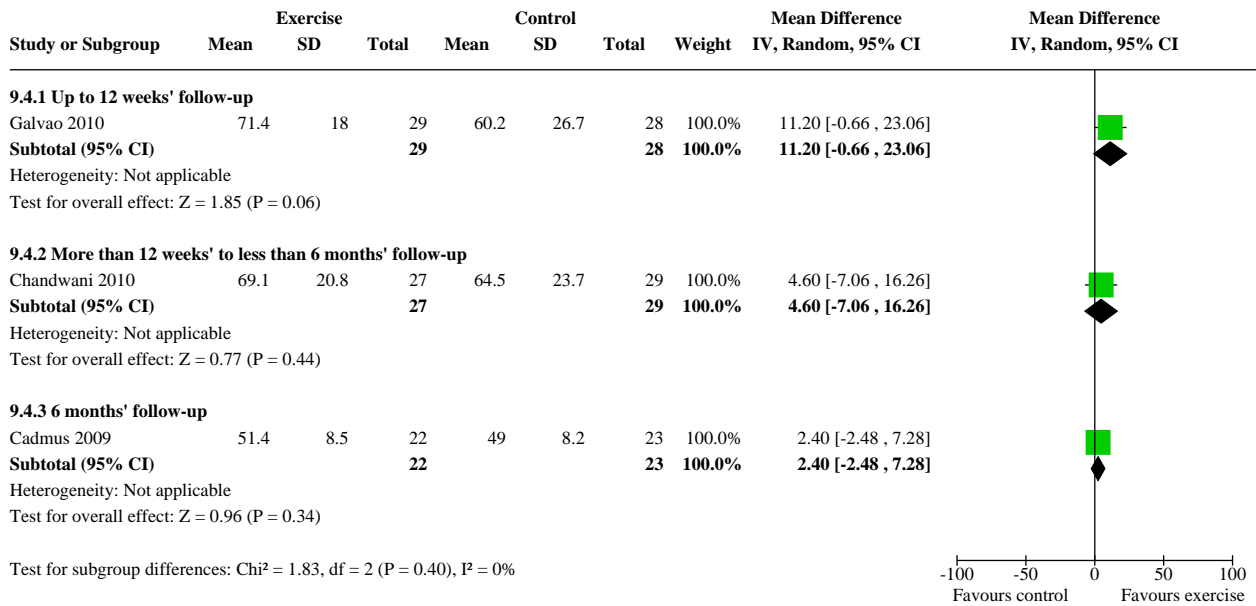 Exercise Control Mean Difference Mean Difference
Study or Subgroup Mean SD Total Mean SD Total Weight IV, Random, 95% CI IV, Random, 95% CI
9.4.1 Up to 12 weeks' follow-up
Galvao 2010 71.4 18 29 60.2 26.7 28 100.0% 11.20 [-0.66 , 23.06]
Subtotal (95% CI) 29 28 100.0% 11.20 [-0.66 , 23.06]
Heterogeneity: Not applicable
Test for overall effect: Z = 1.85 (P = 0.06)
9.4.2 More than 12 weeks' to less than 6 months' follow-up
Chandwani 2010 69.1 20.8 27 64.5 23.7 29 100.0% 4.60 [-7.06 , 16.26]
Subtotal (95% CI) 27 29 100.0% 4.60 [-7.06 , 16.26]
Heterogeneity: Not applicable
Test for overall effect: Z = 0.77 (P = 0.44)
9.4.3 6 months' follow-up
Cadmus 2009 51.4 8.5 22 49 8.2 23 100.0% 2.40 [-2.48 , 7.28]
Subtotal (95% CI) 22 23 100.0% 2.40 [-2.48 , 7.28]
Heterogeneity: Not applicable
Test for overall effect: Z = 0.96 (P = 0.34)
Test for subgroup differences: Chi² = 1.83, df = 2 (P = 0.40), I² = 0%
-100 -50 0 50 100
Favours control Favours exercise